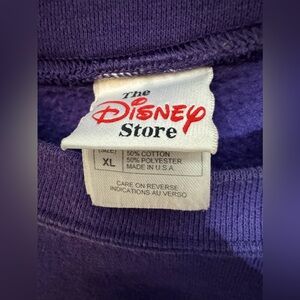 The
Disney
Store
(SIZE)
XL
50% COTTON
50% POLYESTER
MADE IN U.S.A.
CARE ON REVERSE
INDICATIONS AU VERSO